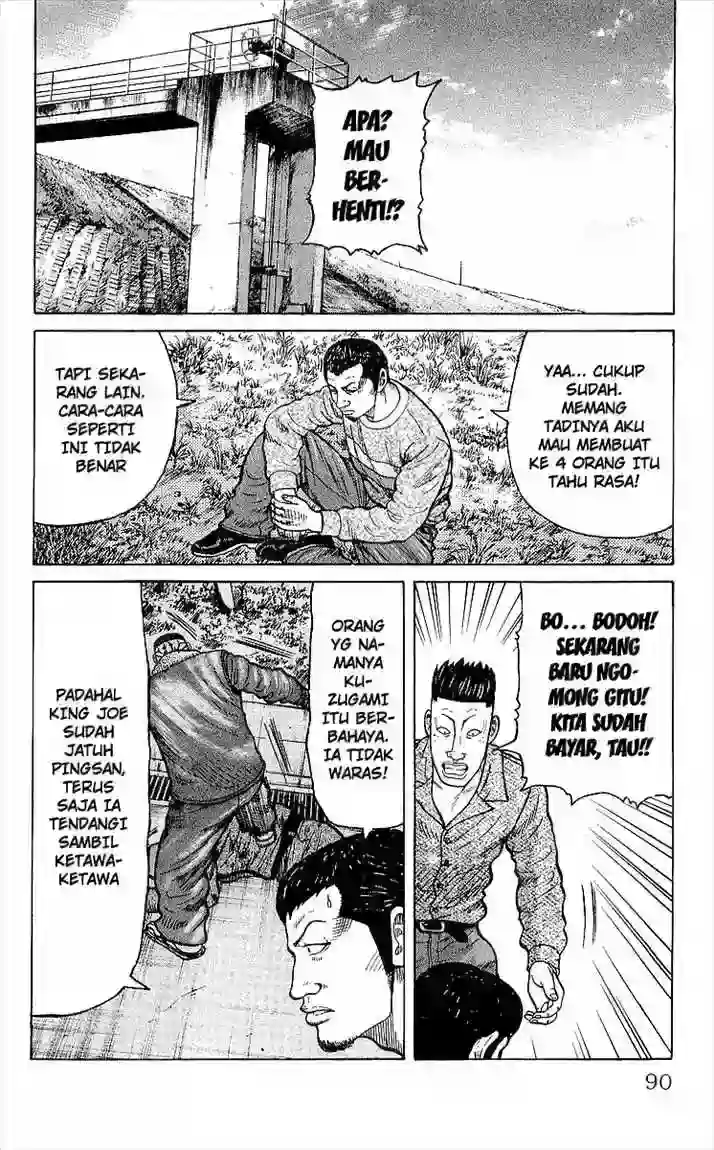 APA?
MAU
BER-
HENTI!?
YAA... CUKUP
SUDAH.
MEMANG
TADINYA AKU
MAU MEMBUAT
KE 4 ORANG ITU
TAHU RASA!
TAPI SEKA-
RANG LAIN.
CARA-CARA
SEPERTI
INI TIDAK
BENAR
BO... BODOH!
SEKARANG
BARU NGO-
MONG GITU!
KITA SUDAH
BAYAR, TAU!!
ORANG
YG NA-
MANYA
KU-
ZUGAMI
ITU BER-
BAHAYA.
IA TIDAK
WARAS!
PADAHAL
KING JOE
SUDAH
JATUH
PINGSAN,
TERUS
SAJA IA
TENDANGI
SAMBIL
KETAWA-
KETAWA
90